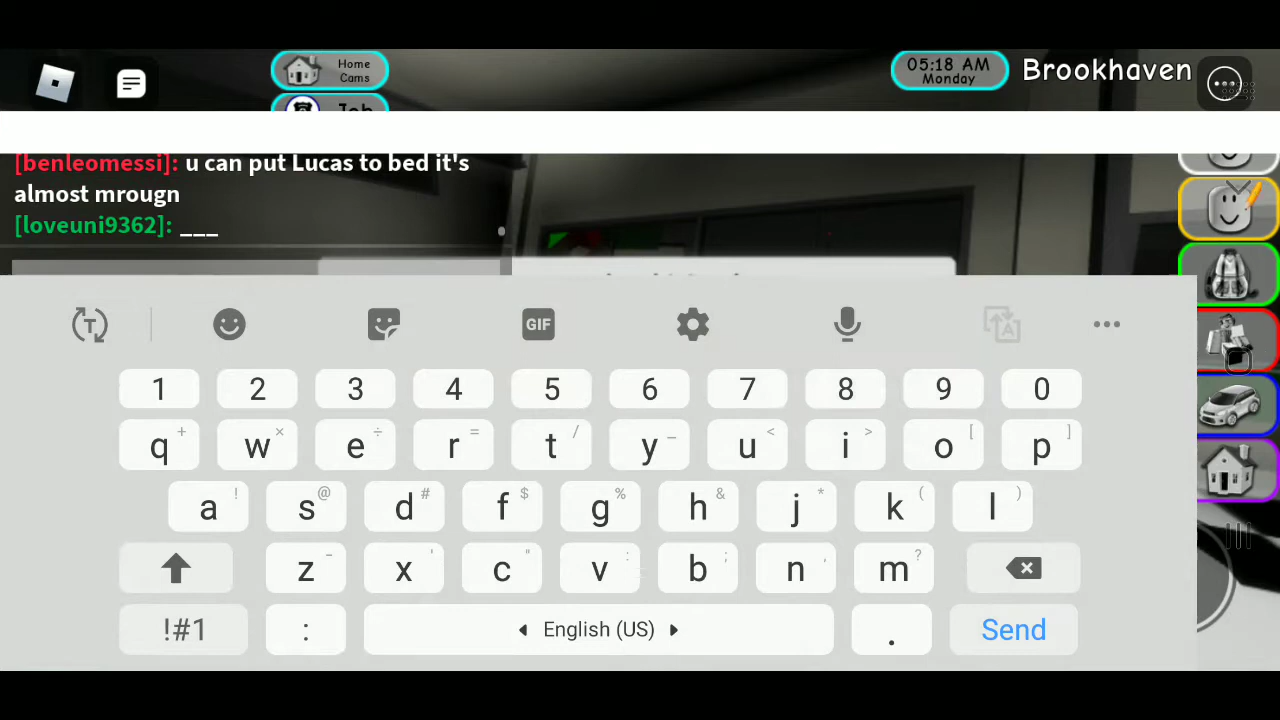 Home
Cams
Job
05:18 AM
Monday
Brookhaven
[benleomessi]: u can put Lucas to bed it's
almost mrougn
[loveuni9362]: ___
T
GIF
A
1 2 3 4 5 6 7 8 9 0
q + w × e ÷ r = t / y _ u < i > o [ p ]
a ! s @ d # f $ g % h & j * k ( l )
z - x ' c " v : b ; n , m ?
!#1 : English (US) . Send